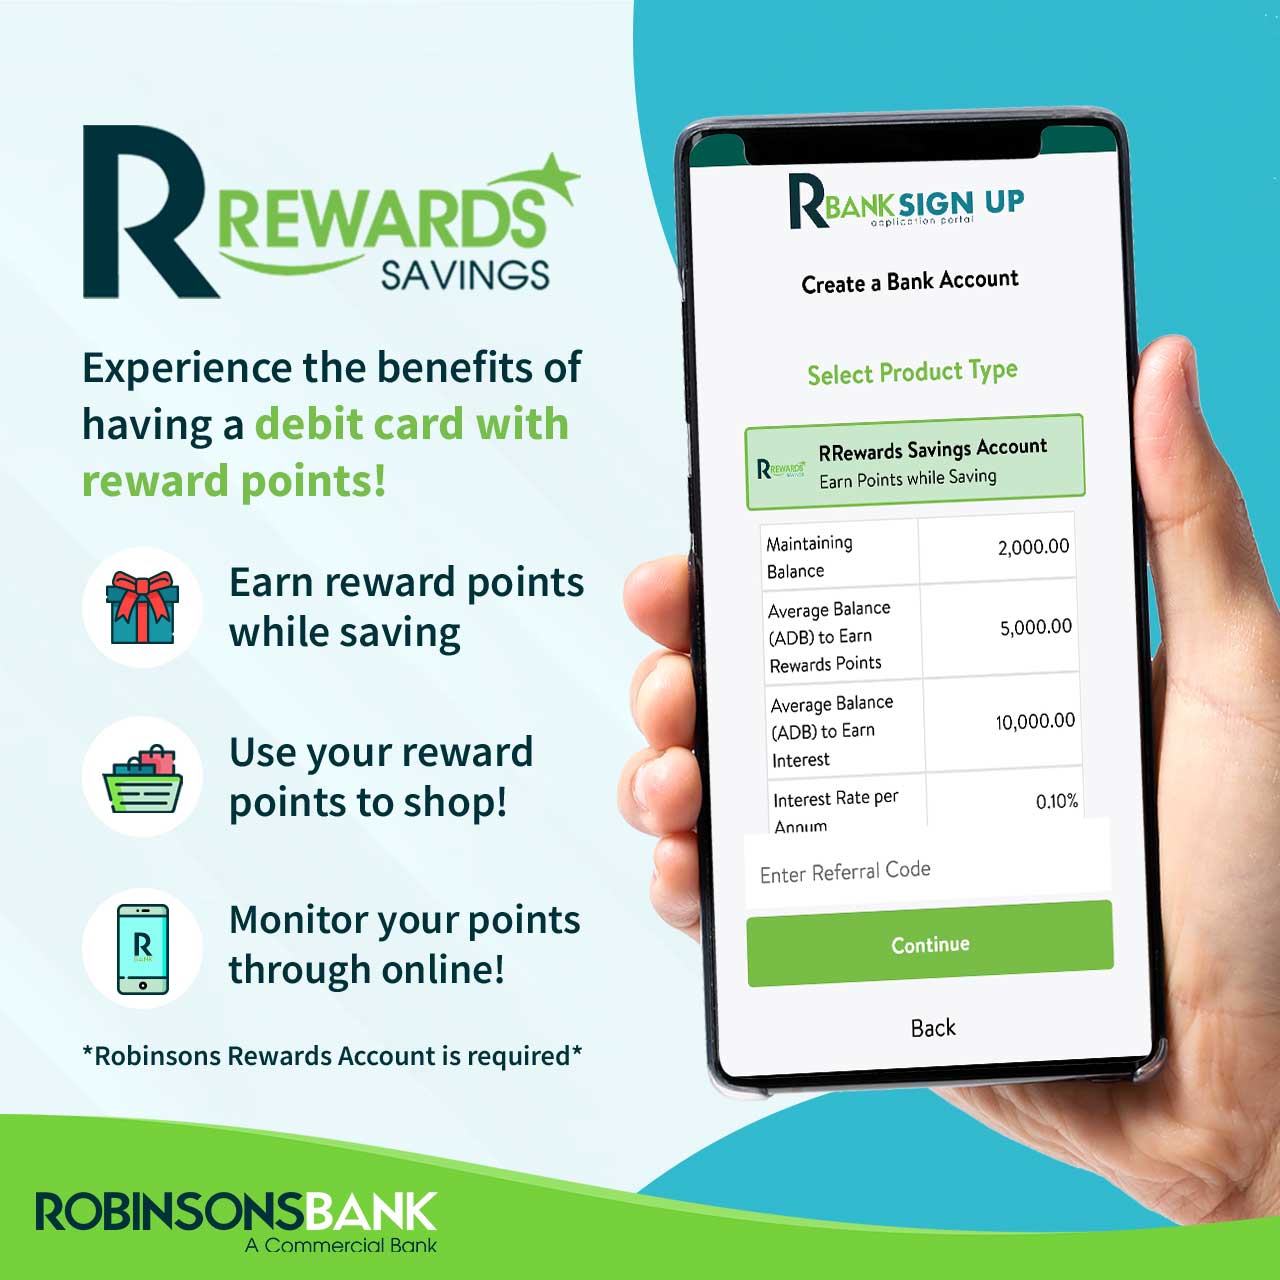 R REWARDS
SAVINGS
Experience the benefits of
having a debit card with
reward points!
Earn reward points
while saving
Use your reward
points to shop!
R
BANK
Monitor your points
through online!
*Robinsons Rewards Account is required*
ROBINSONSBANK
A Commercial Bank
RBANK SIGN UP
application portal
Create a Bank Account
Select Product Type
R REWARDS
SAVINGS
RRewards Savings Account
Earn Points while Saving
Maintaining
Balance
2,000.00
Average Balance
(ADB) to Earn
Rewards Points
5,000.00
Average Balance
(ADB) to Earn
Interest
10,000.00
Interest Rate per
Annum
0.10%
Enter Referral Code
Continue
Back